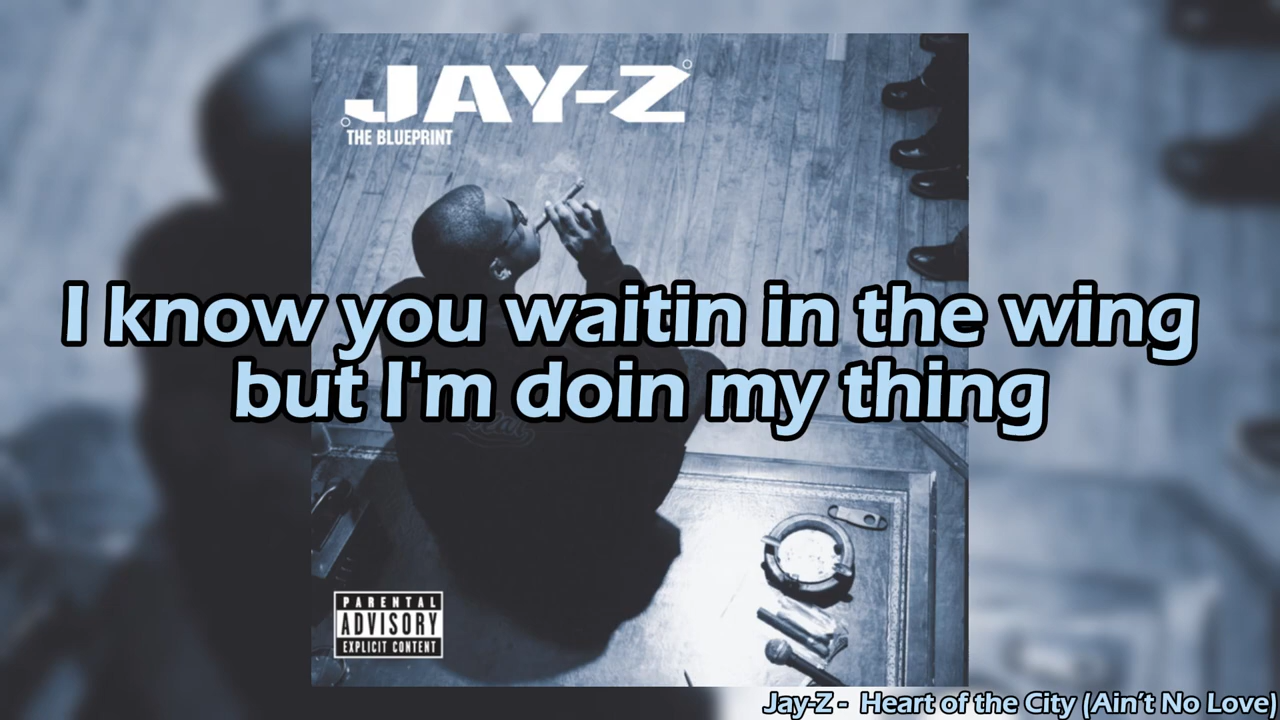 JAY-Z
THE BLUEPRINT
I know you waitin in the wing
but I'm doin my thing
PARENTAL
ADVISORY
EXPLICIT CONTENT
Jay-Z - Heart of the City (Ain't No Love)